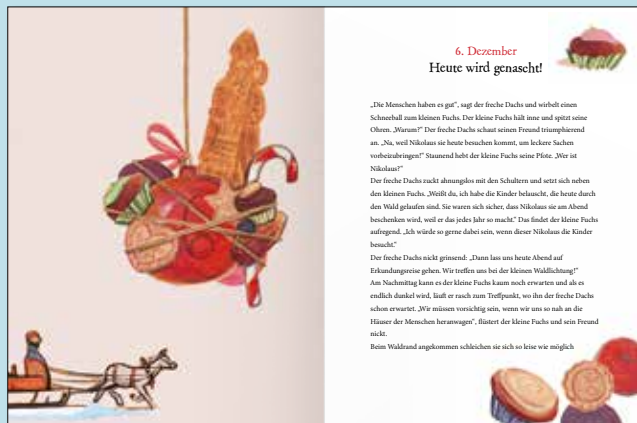 6. Dezember
Heute wird genascht!
„Die Menschen haben es gut“, sagt der freche Dachs und wirbelt einen
Schneeball zum kleinen Fuchs. Der kleine Fuchs hält inne und spitzt seine
Ohren. „Warum?“ Der freche Dachs schaut seinen Freund triumphierend
an. „Na, weil Nikolaus sie heute besuchen kommt, um leckere Sachen
vorbeizubringen!“ Staunend hebt der kleine Fuchs seine Pfote. „Wer ist
Nikolaus?“
Der freche Dachs zuckt ahnungslos mit den Schultern und setzt sich neben
den kleinen Fuchs. „Weißt du, ich habe die Kinder belauscht, die heute durch
den Wald gelaufen sind. Sie waren sich sicher, dass Nikolaus sie am Abend
beschenken wird, weil er das jedes Jahr so macht.“ Das findet der kleine Fuchs
aufregend. „Ich würde so gerne dabei sein, wenn dieser Nikolaus die Kinder
besucht.“
Der freche Dachs nickt grinsend: „Dann lass uns heute Abend auf
Erkundungsreise gehen. Wir treffen uns bei der kleinen Waldlichtung!“
Am Nachmittag kann es der kleine Fuchs kaum noch erwarten und als es
endlich dunkel wird, läuft er rasch zum Treffpunkt, wo ihn der freche Dachs
schon erwartet. „Wir müssen vorsichtig sein, wenn wir uns so nah an die
Häuser der Menschen heranwagen“, flüstert der kleine Fuchs und sein Freund
nickt.
Beim Waldrand angekommen schleichen sie sich so leise wie möglich